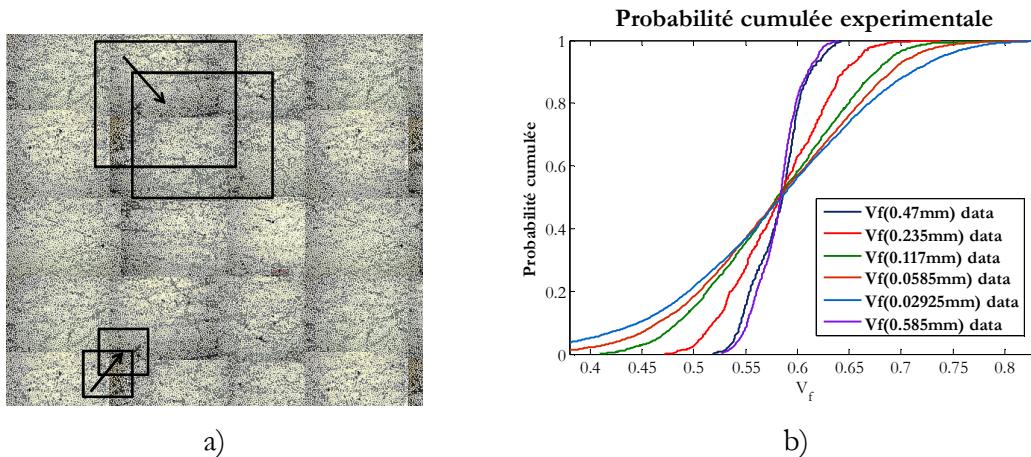 Probabilité cumulée experimentale
Probabilité cumulée
1
0.8
0.6
0.4
0.2
0
0.4 0.45 0.5 0.55 0.6 0.65 0.7 0.75 0.8
V_f
Vf(0.47mm) data
Vf(0.235mm) data
Vf(0.117mm) data
Vf(0.0585mm) data
Vf(0.02925mm) data
Vf(0.585mm) data
a) b)